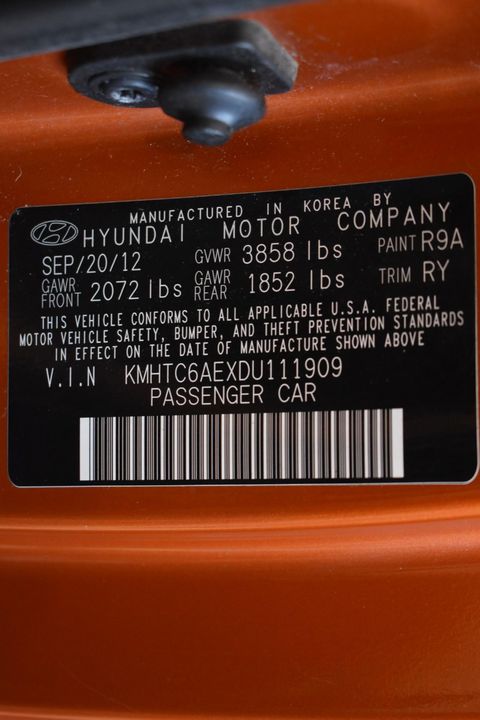 MANUFACTURED IN KOREA BY
HYUNDAI MOTOR COMPANY
SEP/20/12 GVWR 3858 lbs PAINT R9A
GAWR FRONT 2072 lbs GAWR REAR 1852 lbs TRIM RY
THIS VEHICLE CONFORMS TO ALL APPLICABLE U.S.A. FEDERAL
MOTOR VEHICLE SAFETY, BUMPER, AND THEFT PREVENTION STANDARDS
IN EFFECT ON THE DATE OF MANUFACTURE SHOWN ABOVE
V.I.N KMHTC6AEXDU111909
PASSENGER CAR